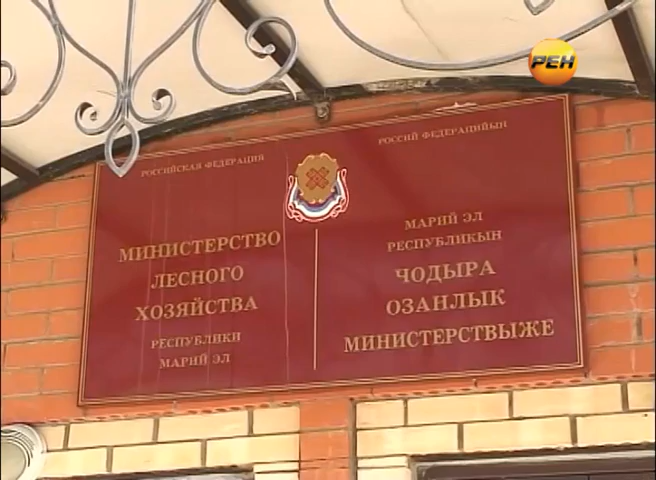 РЕН
РОССИЙСКАЯ ФЕДЕРАЦИЯ
МИНИСТЕРСТВО
ЛЕСНОГО
ХОЗЯЙСТВА
РЕСПУБЛИКИ
МАРИЙ ЭЛ
РОССИЙ ФЕДЕРАЦИЙЫН
МАРИЙ ЭЛ
РЕСПУБЛИКЫН
ЧОДЫРА
ОЗАНЛЫК
МИНИСТЕРСТВЫЖЕ